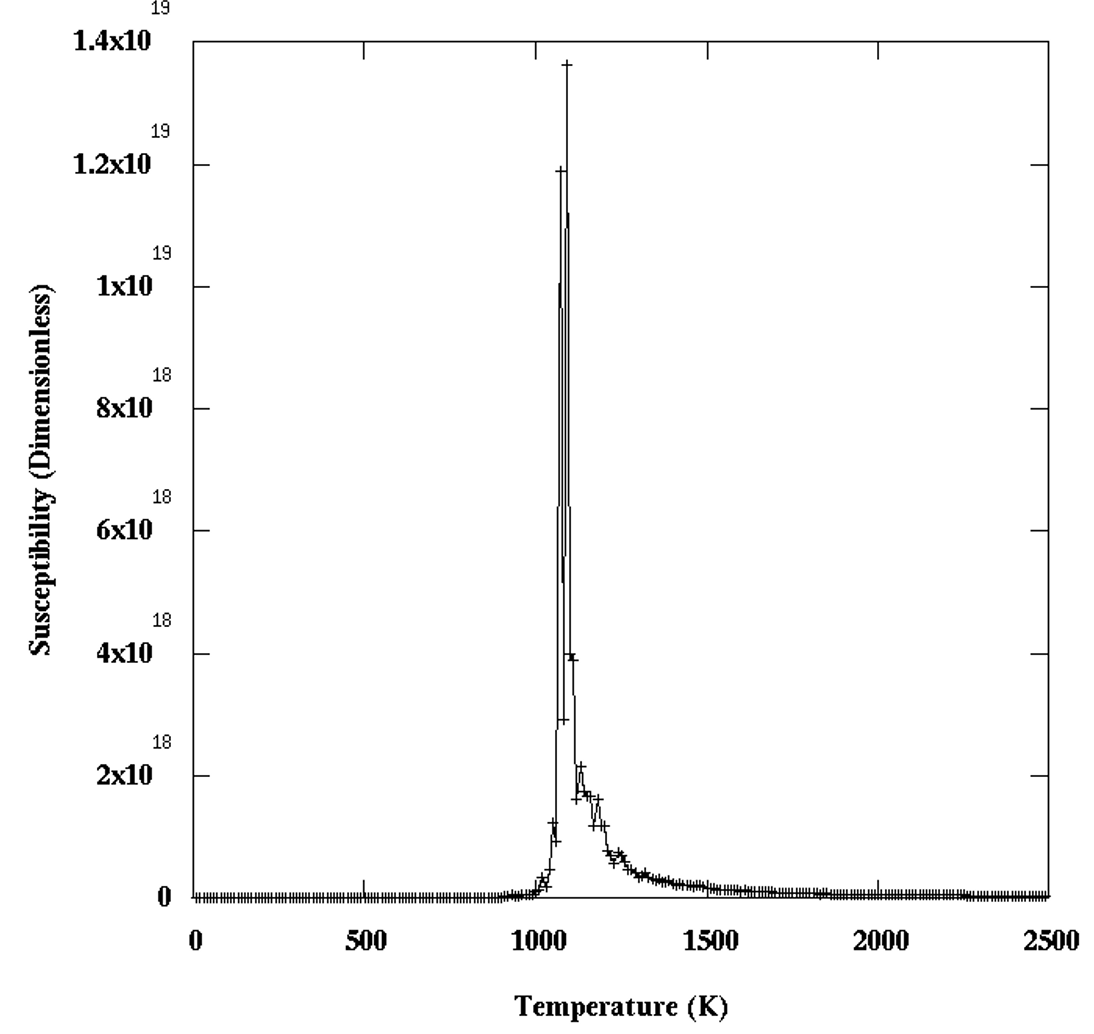 19
1.4x10
19
1.2x10
19
1x10
18
8x10
18
6x10
18
4x10
18
2x10
0
0 500 1000 1500 2000 2500
Susceptibility (Dimensionless)
Temperature (K)